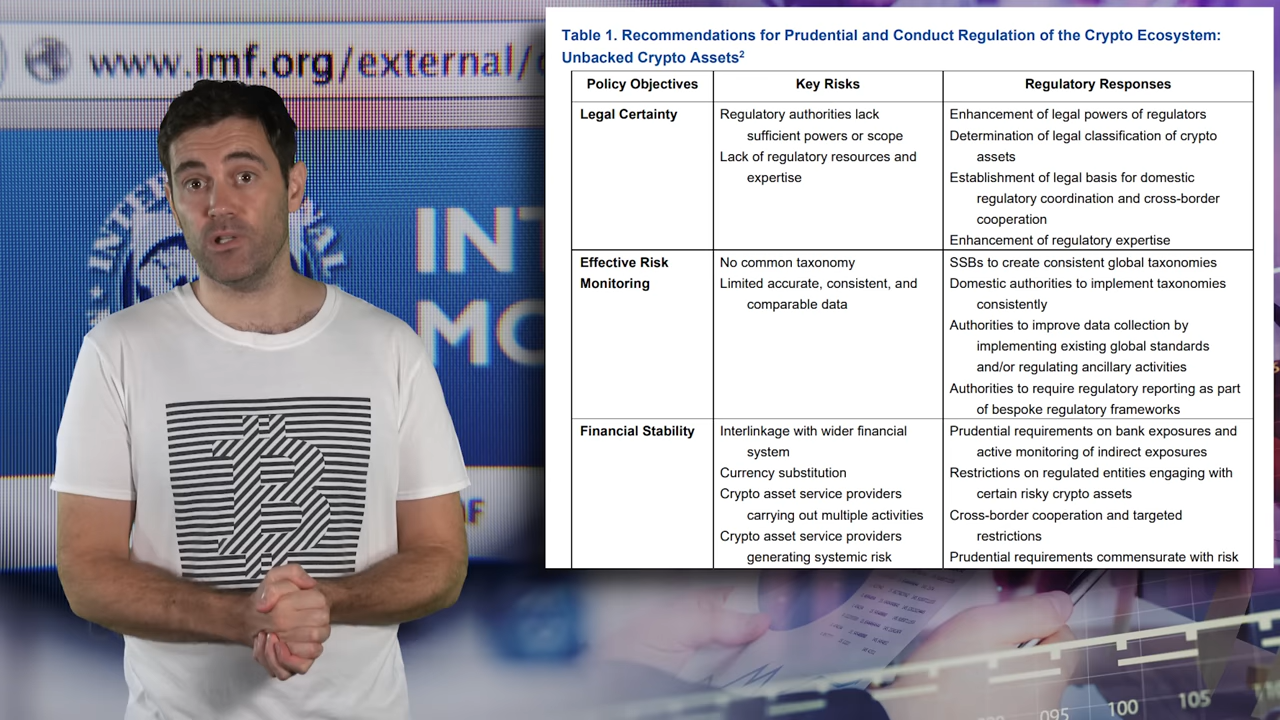 www.imf.org/external/
INTER
NAL
INT
MO
F
Table 1. Recommendations for Prudential and Conduct Regulation of the Crypto Ecosystem:
Unbacked Crypto Assets2
Policy Objectives
Key Risks
Regulatory Responses
Legal Certainty
Regulatory authorities lack
sufficient powers or scope
Lack of regulatory resources and
expertise
Enhancement of legal powers of regulators
Determination of legal classification of crypto
assets
Establishment of legal basis for domestic
regulatory coordination and cross-border
cooperation
Enhancement of regulatory expertise
Effective Risk
Monitoring
No common taxonomy
Limited accurate, consistent, and
comparable data
SSBs to create consistent global taxonomies
Domestic authorities to implement taxonomies
consistently
Authorities to improve data collection by
implementing existing global standards
and/or regulating ancillary activities
Authorities to require regulatory reporting as part
of bespoke regulatory frameworks
Financial Stability
Interlinkage with wider financial
system
Currency substitution
Crypto asset service providers
carrying out multiple activities
Crypto asset service providers
generating systemic risk
Prudential requirements on bank exposures and
active monitoring of indirect exposures
Restrictions on regulated entities engaging with
certain risky crypto assets
Cross-border cooperation and targeted
restrictions
Prudential requirements commensurate with risk
095 100 105